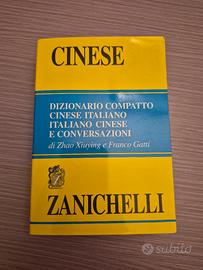 CINESE
DIZIONARIO COMPATTO
CINESE ITALIANO
ITALIANO CINESE
E CONVERSAZIONI
di Zhao Xiuying e Franco Gatti
ZANICHELLI
subito